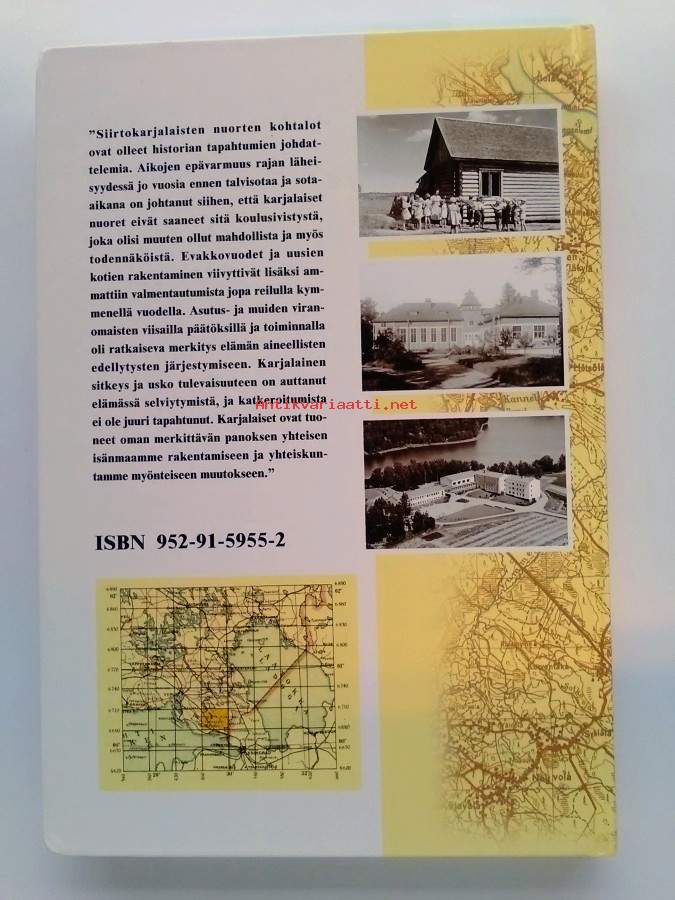 ”Siirtokarjalaisten nuorten kohtalot
ovat olleet historian tapahtumien johdat-
telemia. Aikojen epävarmuus rajan lähei-
syydessä jo vuosia ennen talvisotaa ja sota-
aikana on johtanut siihen, että karjalaiset
nuoret eivät saaneet sitä koulusivistystä,
joka olisi muuten ollut mahdollista ja myös
todennäköistä. Evakkovuodet ja uusien
kotien rakentaminen viivyttivät lisäksi am-
mattiin valmentautumista jopa reilulla kym-
menellä vuodella. Asutus- ja muiden viran-
omaisten viisailla päätöksillä ja toiminnalla
oli ratkaiseva merkitys elämän aineellisten
edellytysten järjestymiseen. Karjalainen
sitkeys ja usko tulevaisuuteen on auttanut
elämässä selviytymistä, ja katkeroitumista
ei ole juuri tapahtunut. Karjalaiset ovat tuo-
neet oman merkittävän panoksen yhteisen
isänmaamme rakentamiseen ja yhteiskun-
tamme myönteiseen muutokseen.”
Antikvariaatti.net
ISBN 952-91-5955-2
Kannel